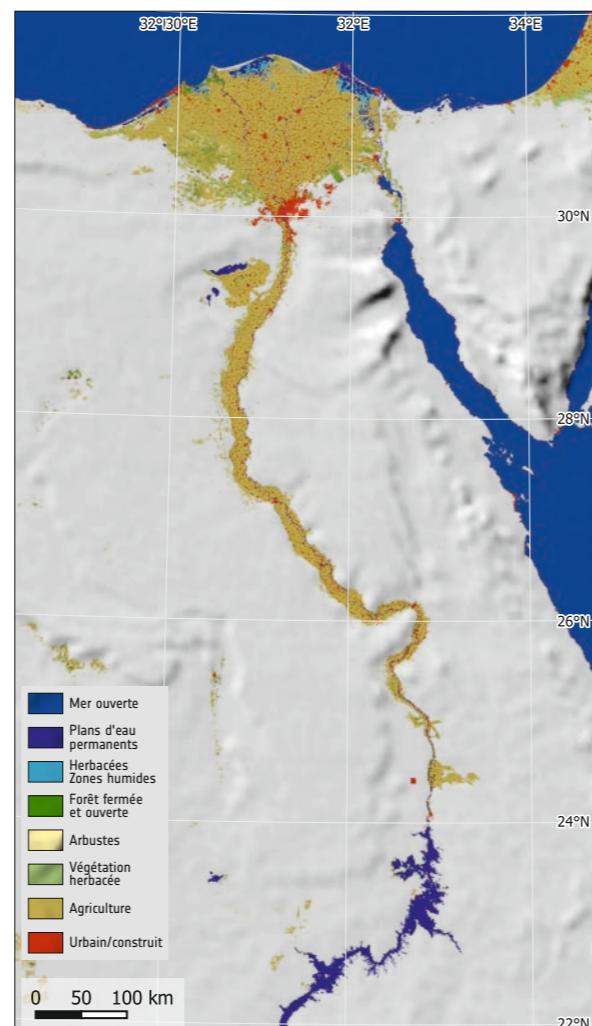 32°I30°E 32°E 34°E
30°N
28°N
26°N
24°N
22°N
Mer ouverte
Plans d'eau
permanents
Herbacées
Zones humides
Forêt fermée
et ouverte
Arbustes
Végétation
herbacée
Agriculture
Urbain/construit
0 50 100 km